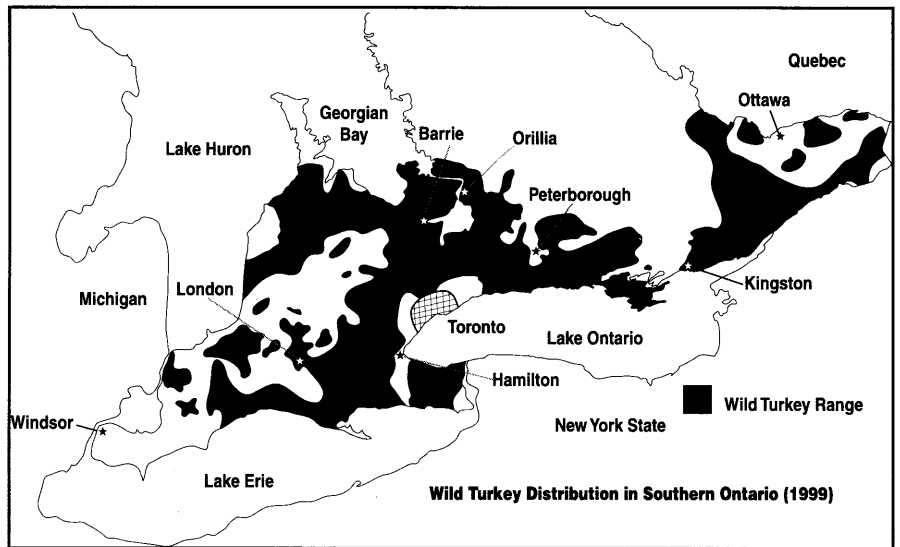 Quebec
Ottawa
Georgian
Bay
Barrie
Orillia
Lake Huron
Peterborough
Michigan
London
Kingston
Toronto
Lake Ontario
Hamilton
Wild Turkey Range
New York State
Windsor
Lake Erie
Wild Turkey Distribution in Southern Ontario (1999)